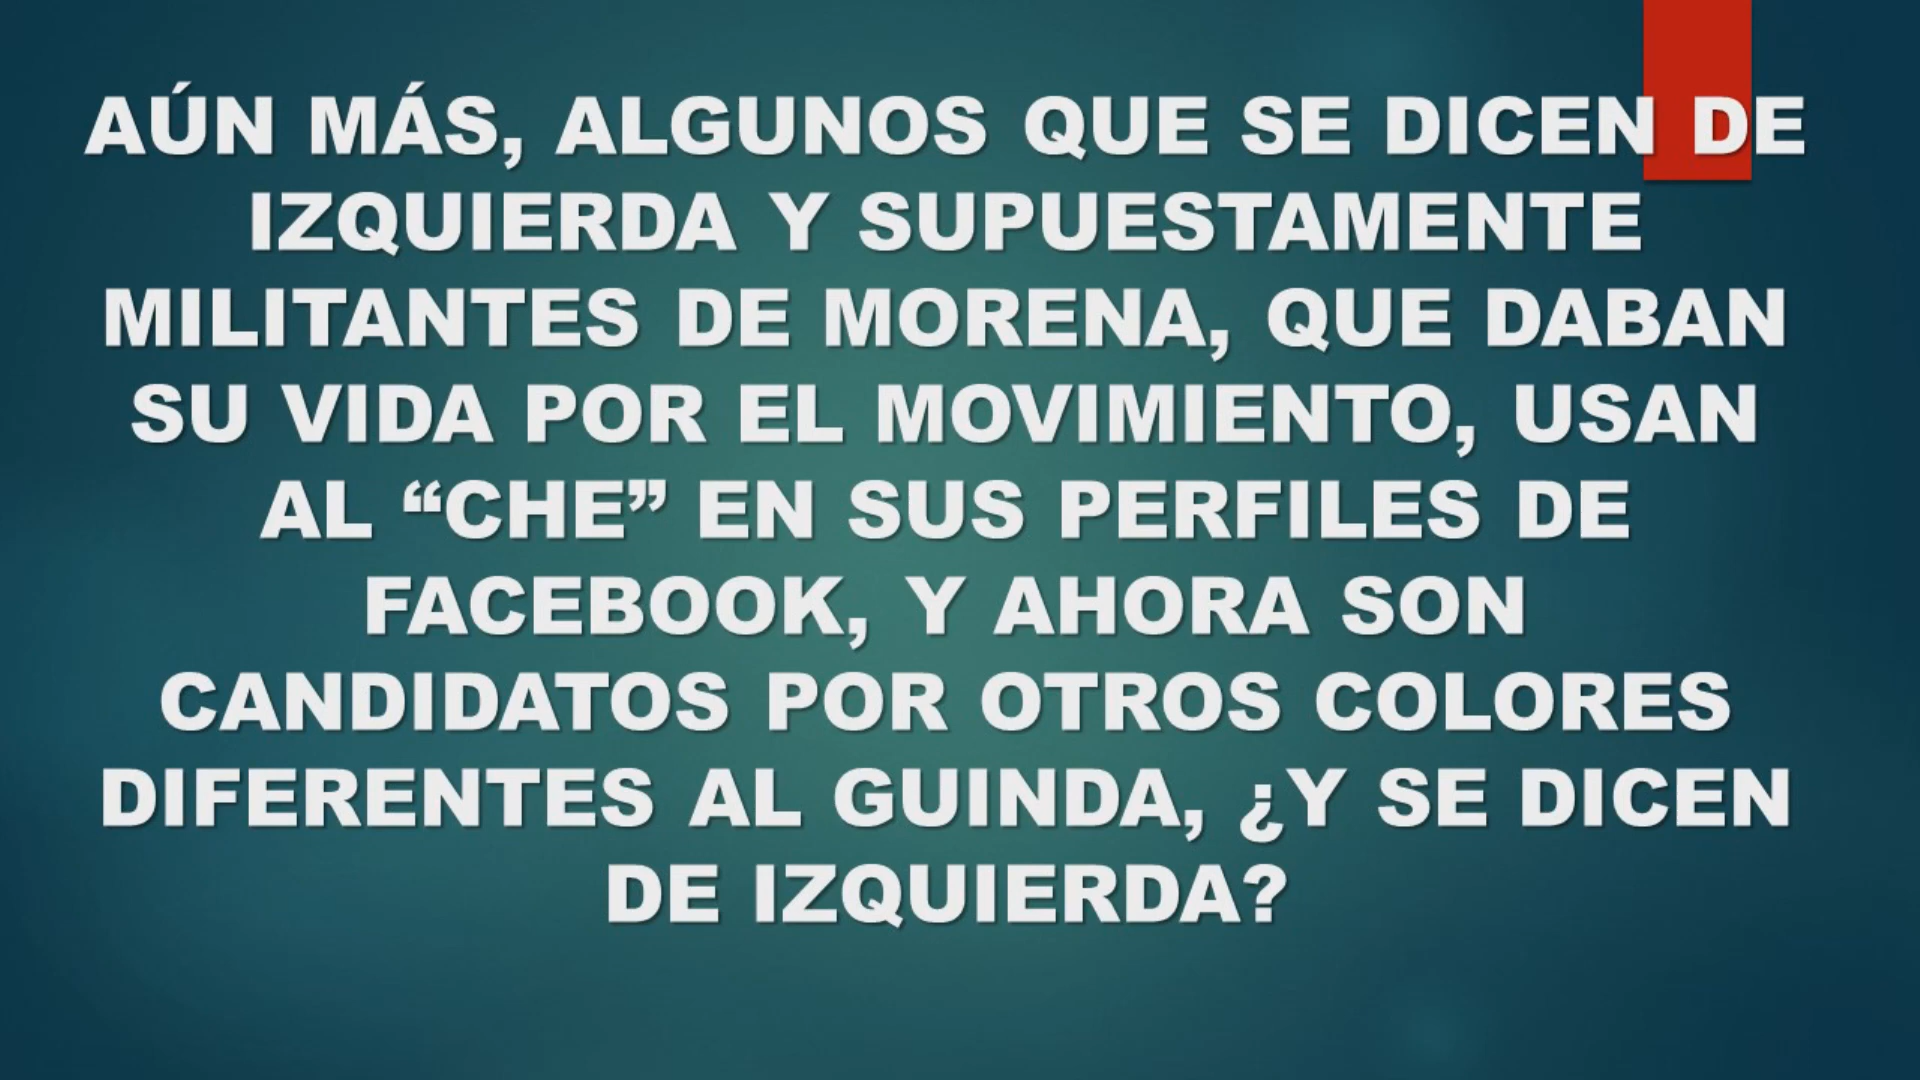 AÚN MÁS, ALGUNOS QUE SE DICEN DE
IZQUIERDA Y SUPUESTAMENTE
MILITANTES DE MORENA, QUE DABAN
SU VIDA POR EL MOVIMIENTO, USAN
AL “CHE” EN SUS PERFILES DE
FACEBOOK, Y AHORA SON
CANDIDATOS POR OTROS COLORES
DIFERENTES AL GUINDA, ¿Y SE DICEN
DE IZQUIERDA?